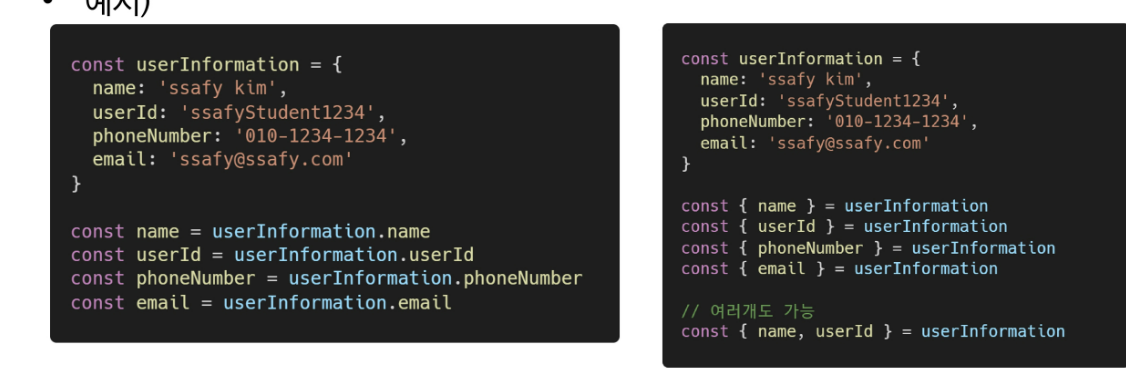 • 예시)
const userInformation = {
  name: 'ssafy kim',
  userId: 'ssafyStudent1234',
  phoneNumber: '010-1234-1234',
  email: 'ssafy@ssafy.com'
}
const name = userInformation.name
const userId = userInformation.userId
const phoneNumber = userInformation.phoneNumber
const email = userInformation.email
const userInformation = {
  name: 'ssafy kim',
  userId: 'ssafyStudent1234',
  phoneNumber: '010-1234-1234',
  email: 'ssafy@ssafy.com'
}
const { name } = userInformation
const { userId } = userInformation
const { phoneNumber } = userInformation
const { email } = userInformation
// 여러개도 가능
const { name, userId } = userInformation